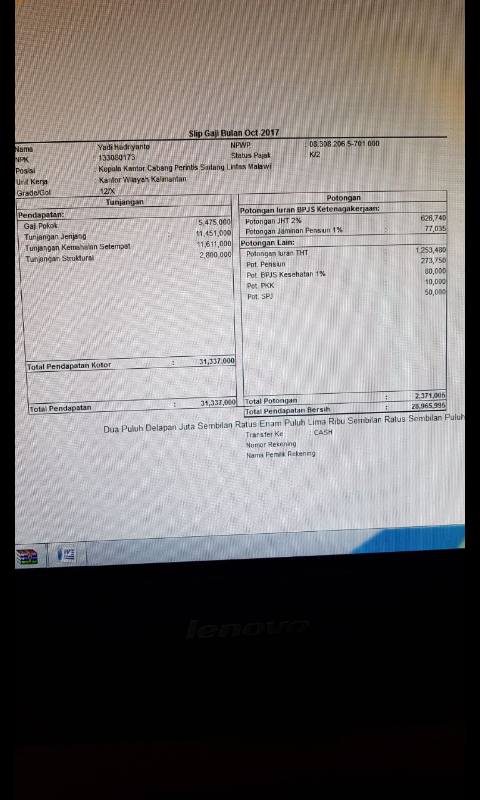 Slip Gaji Bulan Oct 2017
Nama : Yadi Hadriyanto NPWP : 08.308.206.5-701.000
NPK : 133080173 Status Pajak : K/2
Posisi : Kepala Kantor Cabang Perintis Sintang Lintas Malawi
Unit Kerja : Kantor Wilayah Kalimantan
Grade/Gol : 12/X
Tunjangan
Pendapatan:
Gaji Pokok 5,475,000
Tunjangan Jenjang 11,451,000
Tunjangan Kemahalan Setempat 11,611,000
Tunjangan Struktural 2,800,000
Total Pendapatan Kotor : 31,337,000
Total Pendapatan : 31,337,000
Potongan
Potongan Iuran BPJS Ketenagakerjaan:
Potongan JHT 2% : 626,740
Potongan Jaminan Pensiun 1% : 77,035
Potongan Lain:
Potongan Iuran THT 1,253,480
Pot. Pensiun 273,750
Pot. BPJS Kesehatan 1% : 80,000
Pot. PKK : 10,000
Pot. SPJ 50,000
Total Potongan : 2,371,005
Total Pendapatan Bersih : 28,965,995
Dua Puluh Delapan Juta Sembilan Ratus Enam Puluh Lima Ribu Sembilan Ratus Sembilan Puluh
Transfer Ke : CASH
Nomor Rekening
Nama Pemilik Rekening
lenovo